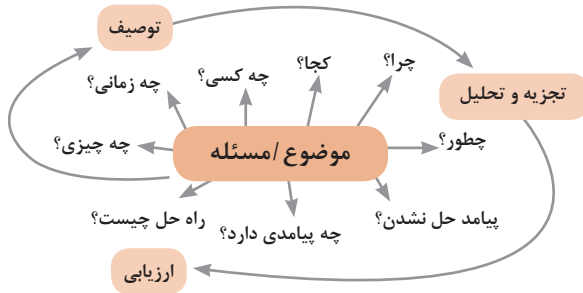 توصیف
چرا؟
کجا؟
چه کسی؟
چه زمانی؟
تجزیه و تحلیل
چطور؟
موضوع/مسئله
چه چیزی؟
پیامد حل نشدن؟
چه پیامدی دارد؟
راه حل چیست؟
ارزیابی